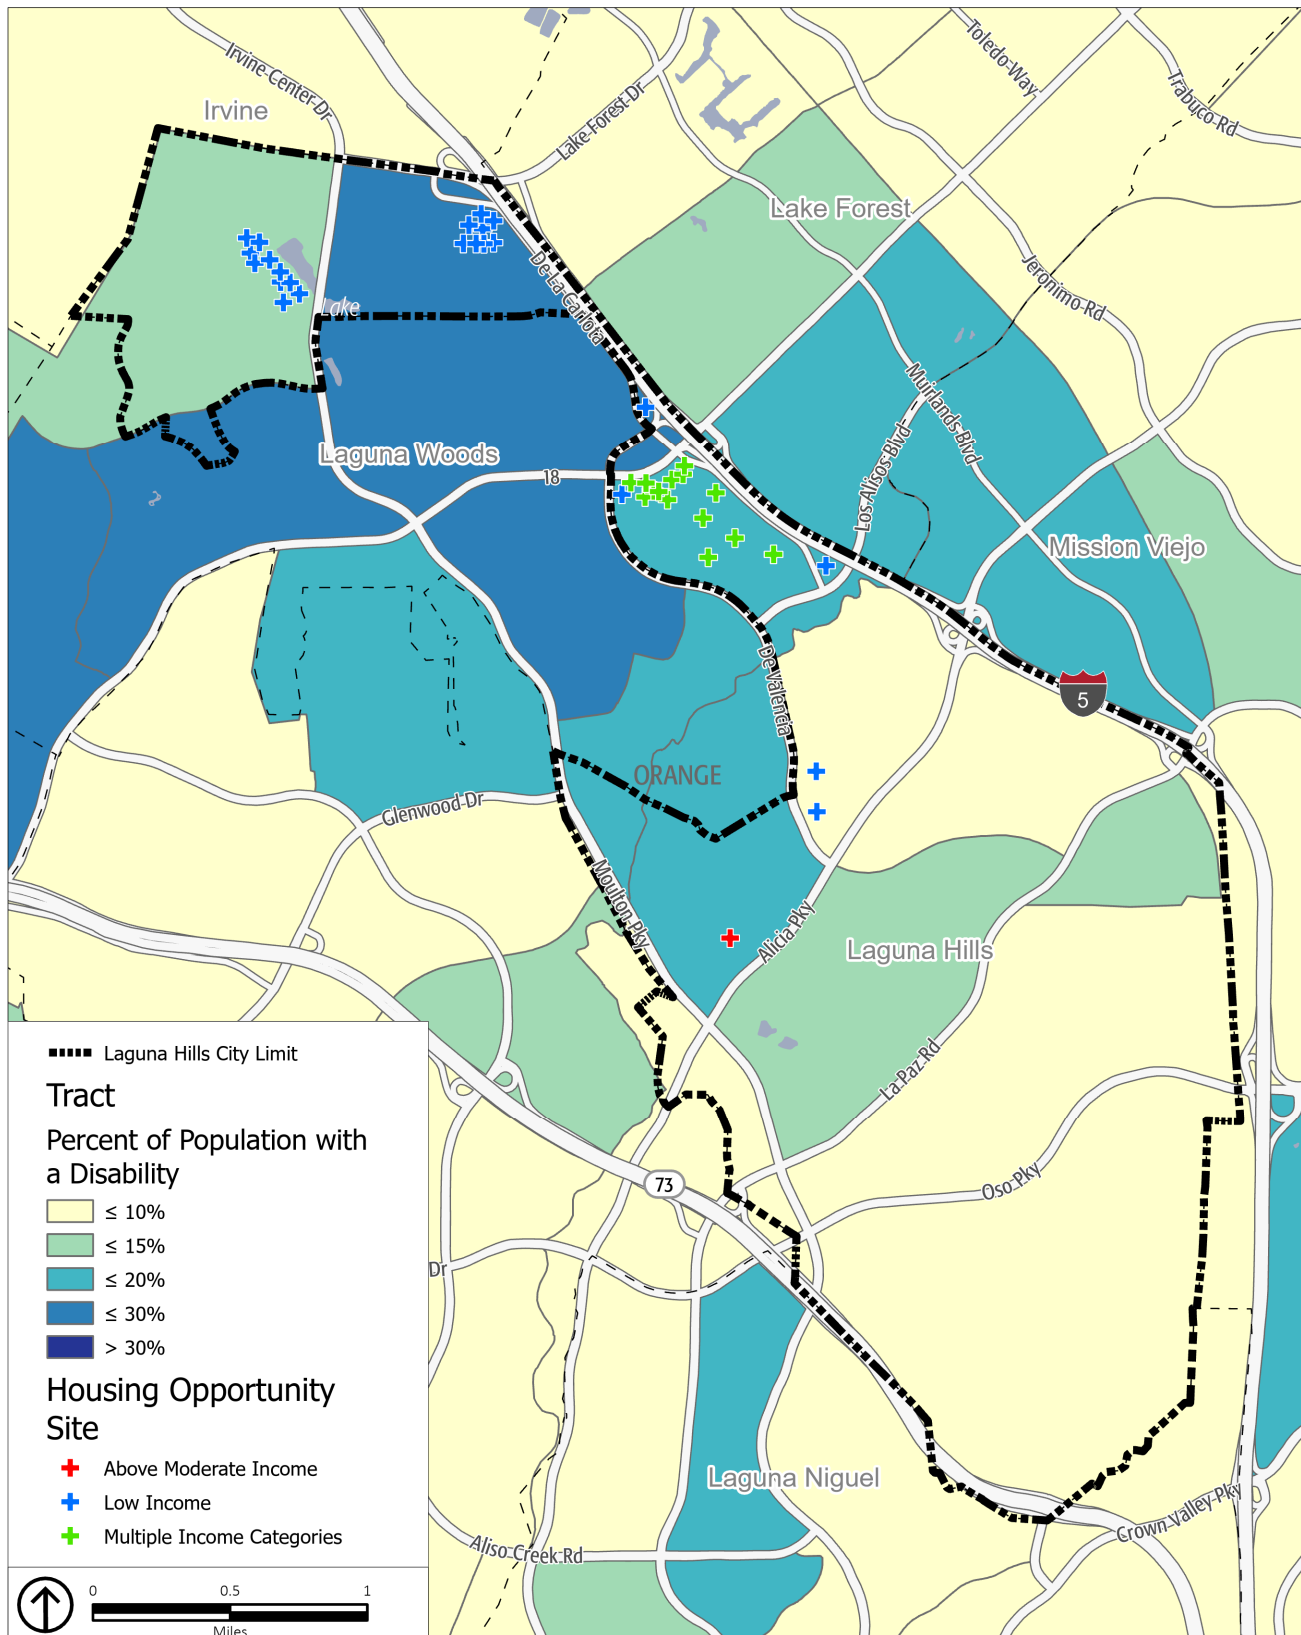 Irvine Center Dr
Irvine
Lake Forest Dr
Toledo Way
Trabuco Rd
Lake Forest
Jeronimo Rd
De La Carlota
Lake
Muirlands Blvd
Los Alisos Blvd
Laguna Woods
18
Mission Viejo
De Valencia
5
ORANGE
Glenwood Dr
Moulton Pky
Alicia Pky
Laguna Hills
La Paz Rd
Oso Pky
73
Dr
Laguna Niguel
Crown Valley Pky
Aliso Creek Rd
Laguna Hills City Limit
Tract
Percent of Population with
a Disability
≤ 10%
≤ 15%
≤ 20%
≤ 30%
> 30%
Housing Opportunity
Site
Above Moderate Income
Low Income
Multiple Income Categories
0 0.5 1
Miles